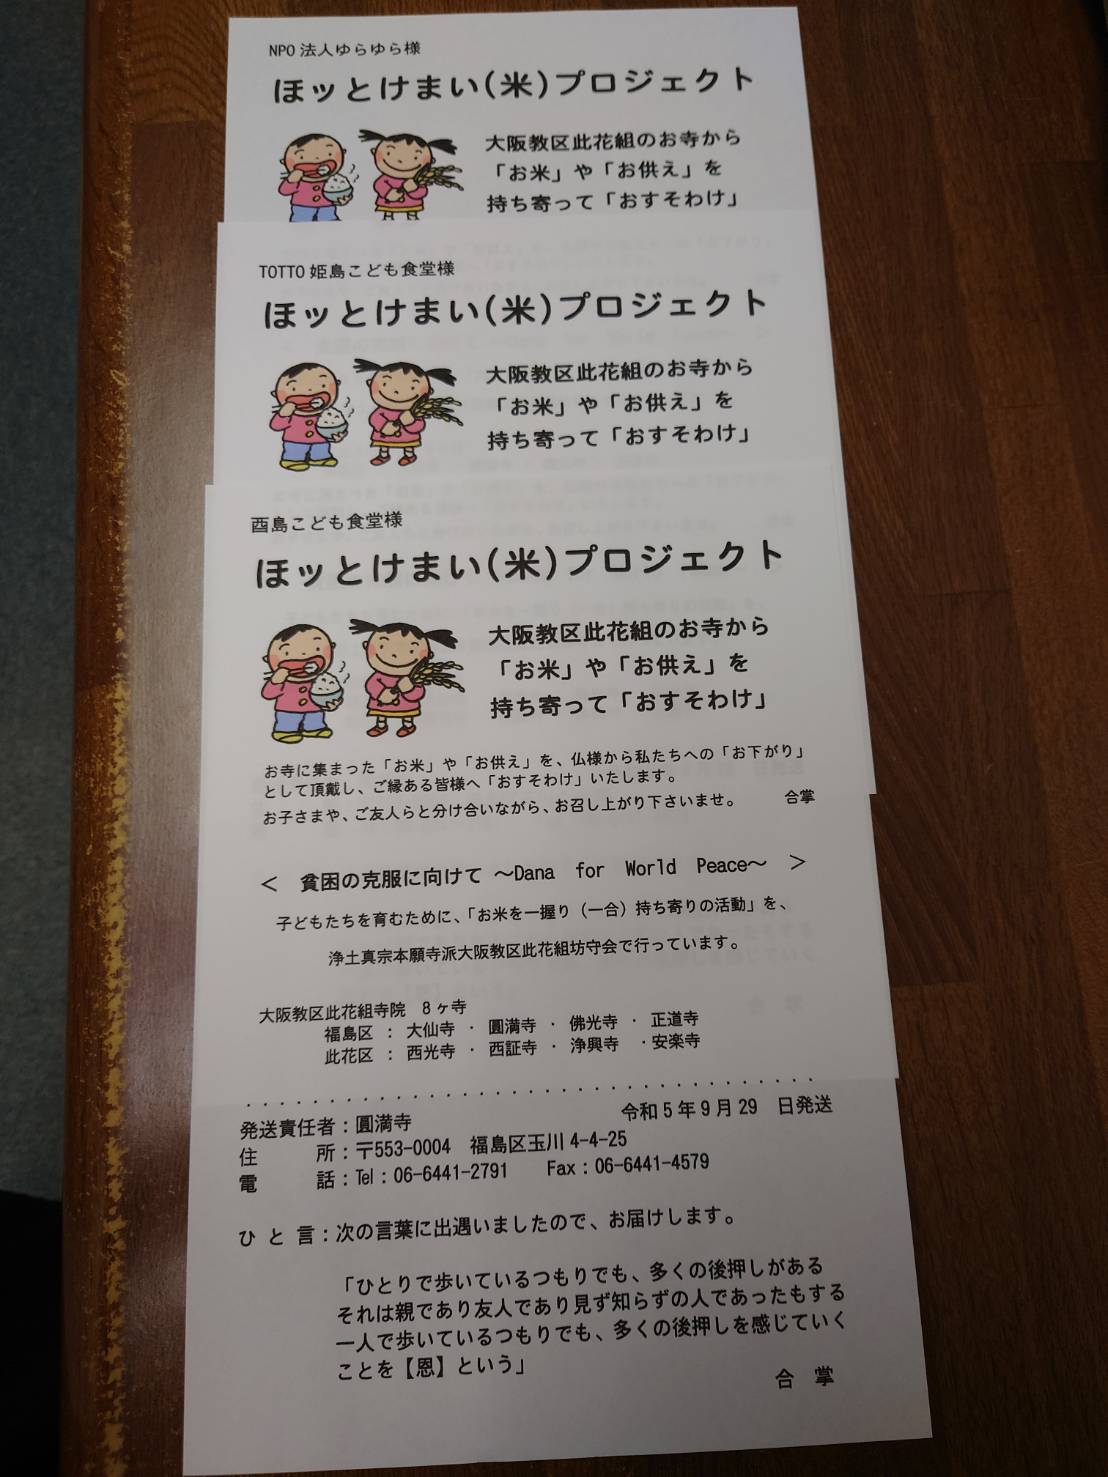 NPO法人ゆらゆら様
ほッとけまい(米)プロジェクト
大阪教区此花組のお寺から
「お米」や「お供え」を
持ち寄って「おすそわけ」
TOTTO姫島こども食堂様
ほッとけまい(米)プロジェクト
大阪教区此花組のお寺から
「お米」や「お供え」を
持ち寄って「おすそわけ」
酉島こども食堂様
ほッとけまい(米)プロジェクト
大阪教区此花組のお寺から
「お米」や「お供え」を
持ち寄って「おすそわけ」
お寺に集まった「お米」や「お供え」を、仏様から私たちへの「お下がり」
として頂戴し、ご縁ある皆様へ「おすそわけ」いたします。
お子さまや、ご友人らと分け合いながら、お召し上がり下さいませ。 合掌
＜ 貧困の克服に向けて ～Dana for World Peace～ ＞
子どもたちを育むために、「お米を一握り（一合）持ち寄りの活動」を、
浄土真宗本願寺派大阪教区此花組坊守会で行っています。
大阪教区此花組寺院 8ヶ寺
福島区 : 大仙寺 ・ 圓満寺 ・ 佛光寺 ・ 正道寺
此花区 : 西光寺 ・ 西証寺 ・ 浄興寺 ・安楽寺
令和5年9月29 日発送
発送責任者：圓満寺
住 所：〒553-0004 福島区玉川4-4-25
電 話：Tel：06-6441-2791 Fax：06-6441-4579
ひ と 言：次の言葉に出遇いましたので、お届けします。
「ひとりで歩いているつもりでも、多くの後押しがある
それは親であり友人であり見ず知らずの人であったもする
一人で歩いているつもりでも、多くの後押しを感じていく
ことを【恩】という」
合 掌